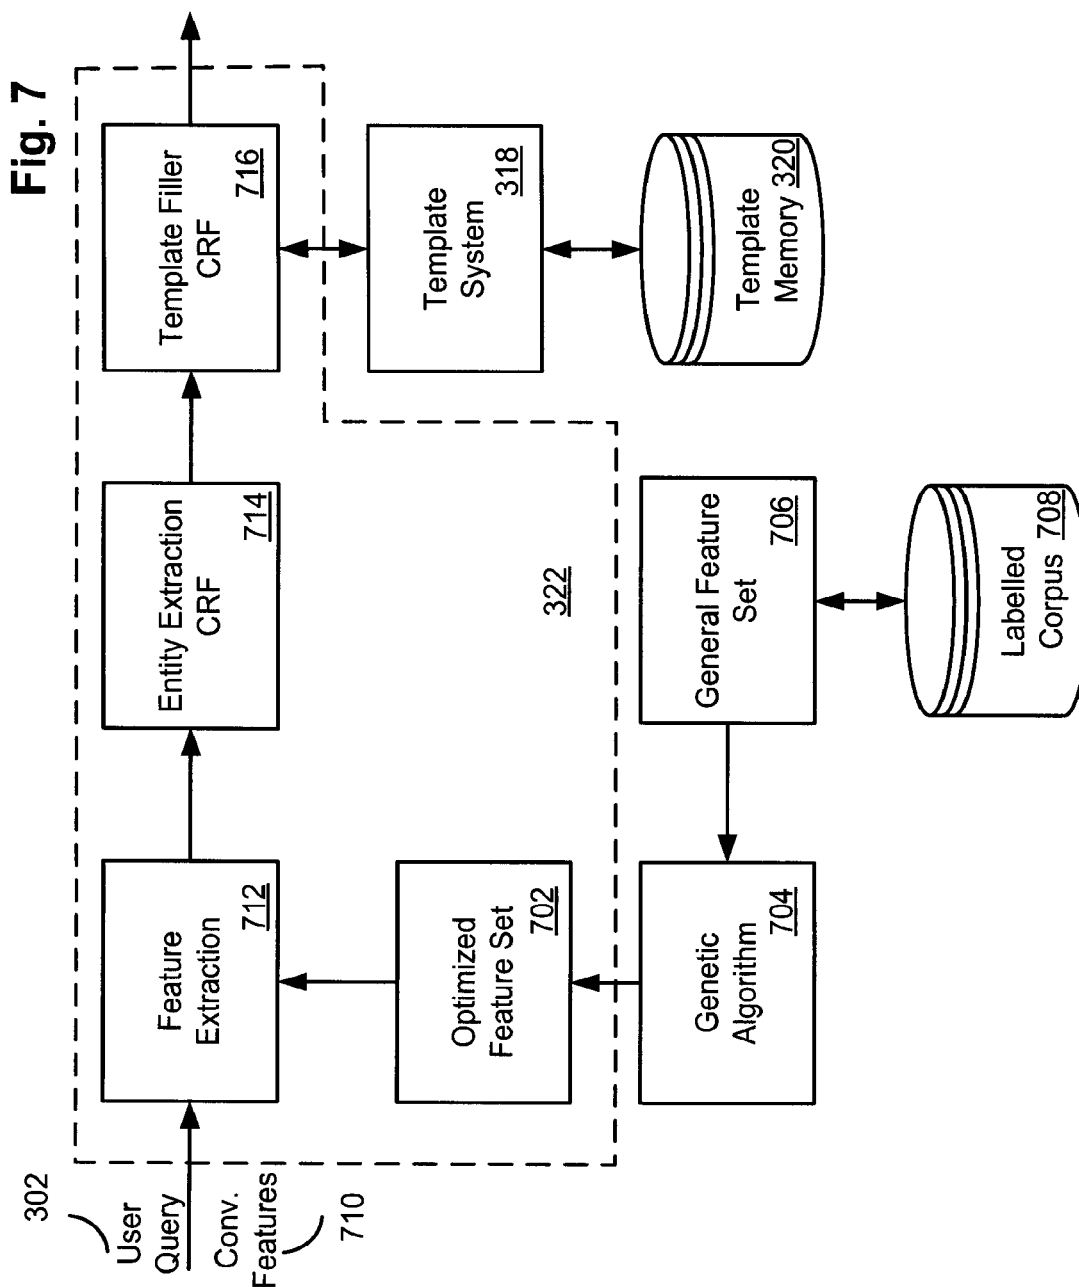 Fig. 7
302
User
Query
Conv.
Features
710
Feature
Extraction
712
Entity Extraction
CRF
714
Template Filler
CRF
716
Optimized
Feature Set
702
322
Template
System
318
Genetic
Algorithm
704
General Feature
Set
706
Template
Memory 320
Labelled
Corpus 708